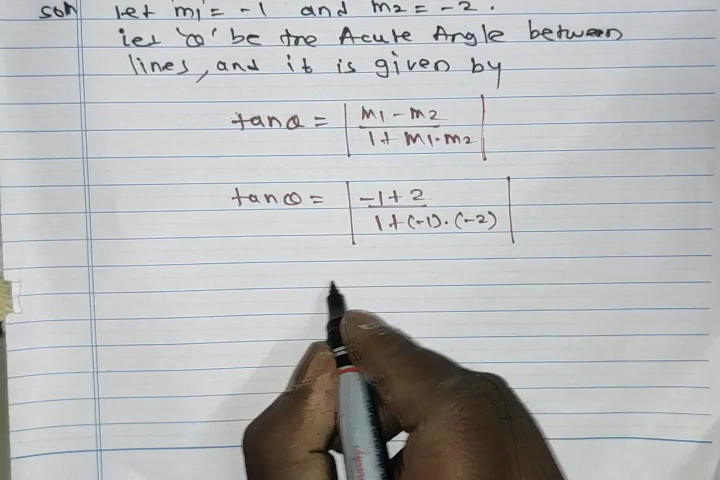 soln let m1 = -1 and m2 = -2.
let 'θ' be the Acute Angle between
lines, and it is given by
tanθ = | m1 - m2 / 1 + m1.m2 |
tanθ = | -1 + 2 / 1 + (-1).(-2) |